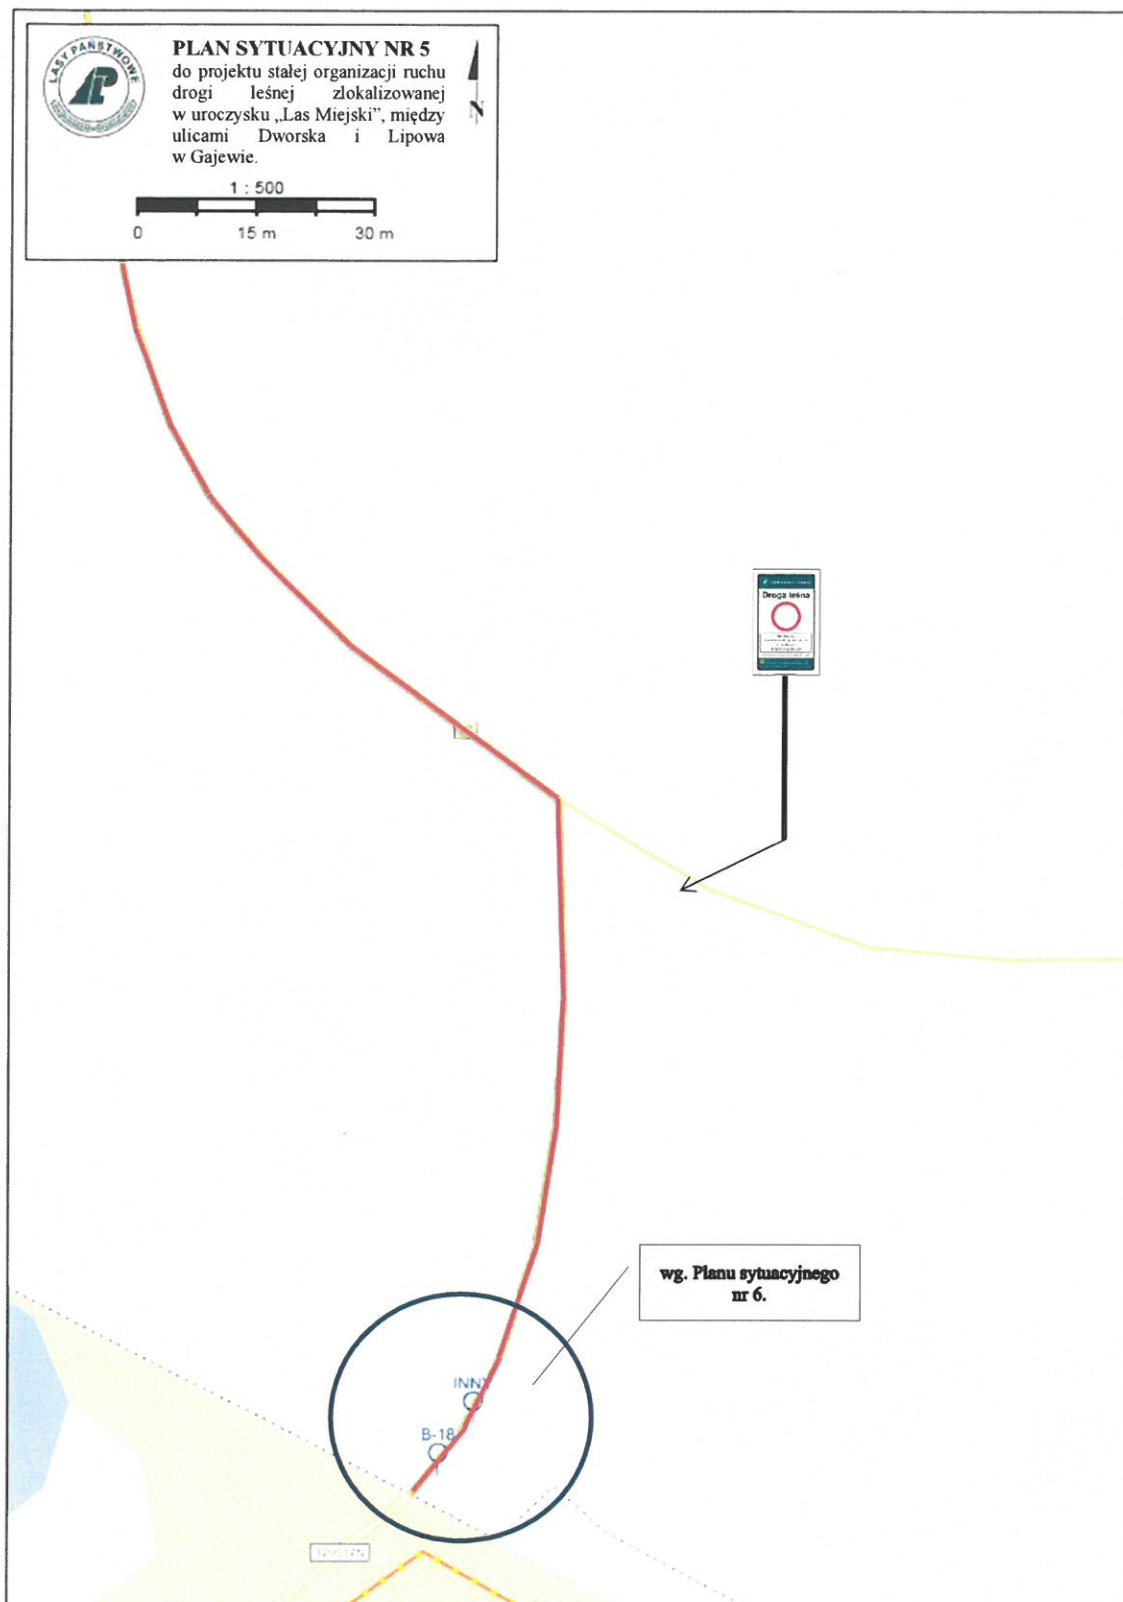 LASY PAŃSTWOWE
PLAN SYTUACYJNY NR 5
do projektu stałej organizacji ruchu
drogi leśnej zlokalizowanej
w uroczysku „Las Miejski”, między
ulicami Dworska i Lipowa
w Gajewie.
N
1 : 500
0 15 m 30 m
Droga leśna
wg. Planu sytuacyjnego
nr 6.
INNY
B-18